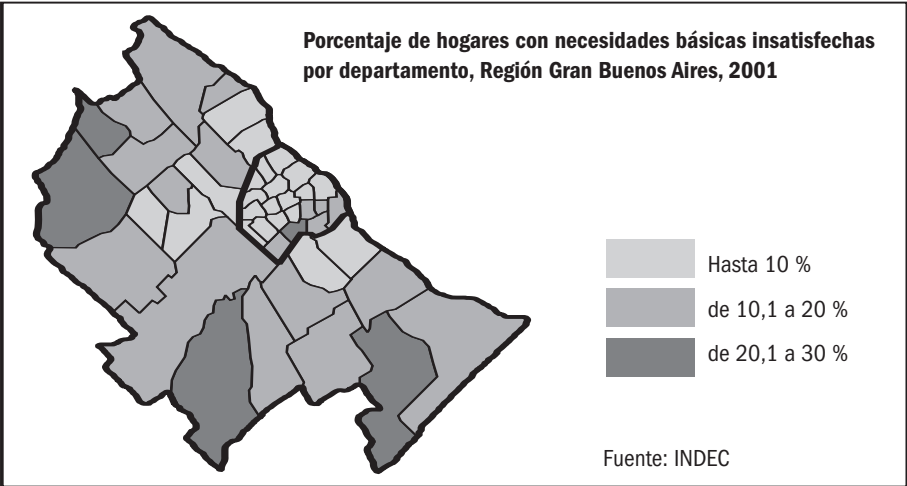 Porcentaje de hogares con necesidades básicas insatisfechas
por departamento, Región Gran Buenos Aires, 2001
Hasta 10 %
de 10,1 a 20 %
de 20,1 a 30 %
Fuente: INDEC